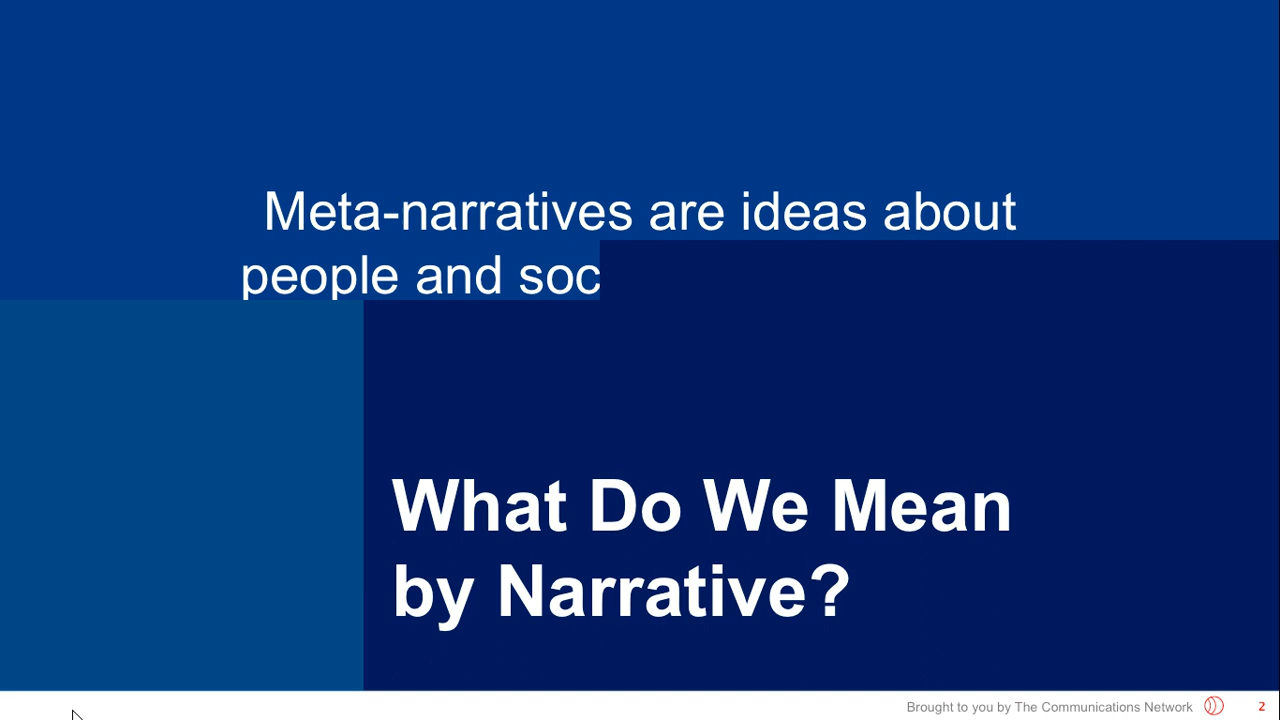 Meta-narratives are ideas about
people and soc
What Do We Mean
by Narrative?
Brought to you by The Communications Network
2